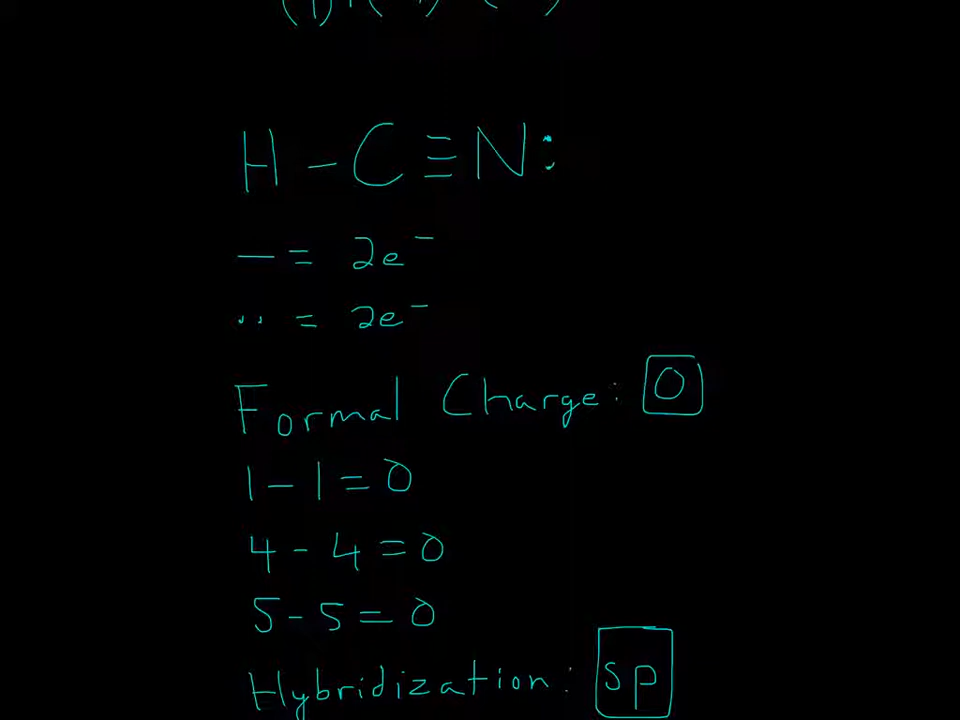 H - C ≡ N:
— = 2e⁻
.. = 2e⁻
Formal Charge: 0
1 - 1 = 0
4 - 4 = 0
5 - 5 = 0
Hybridization: sp